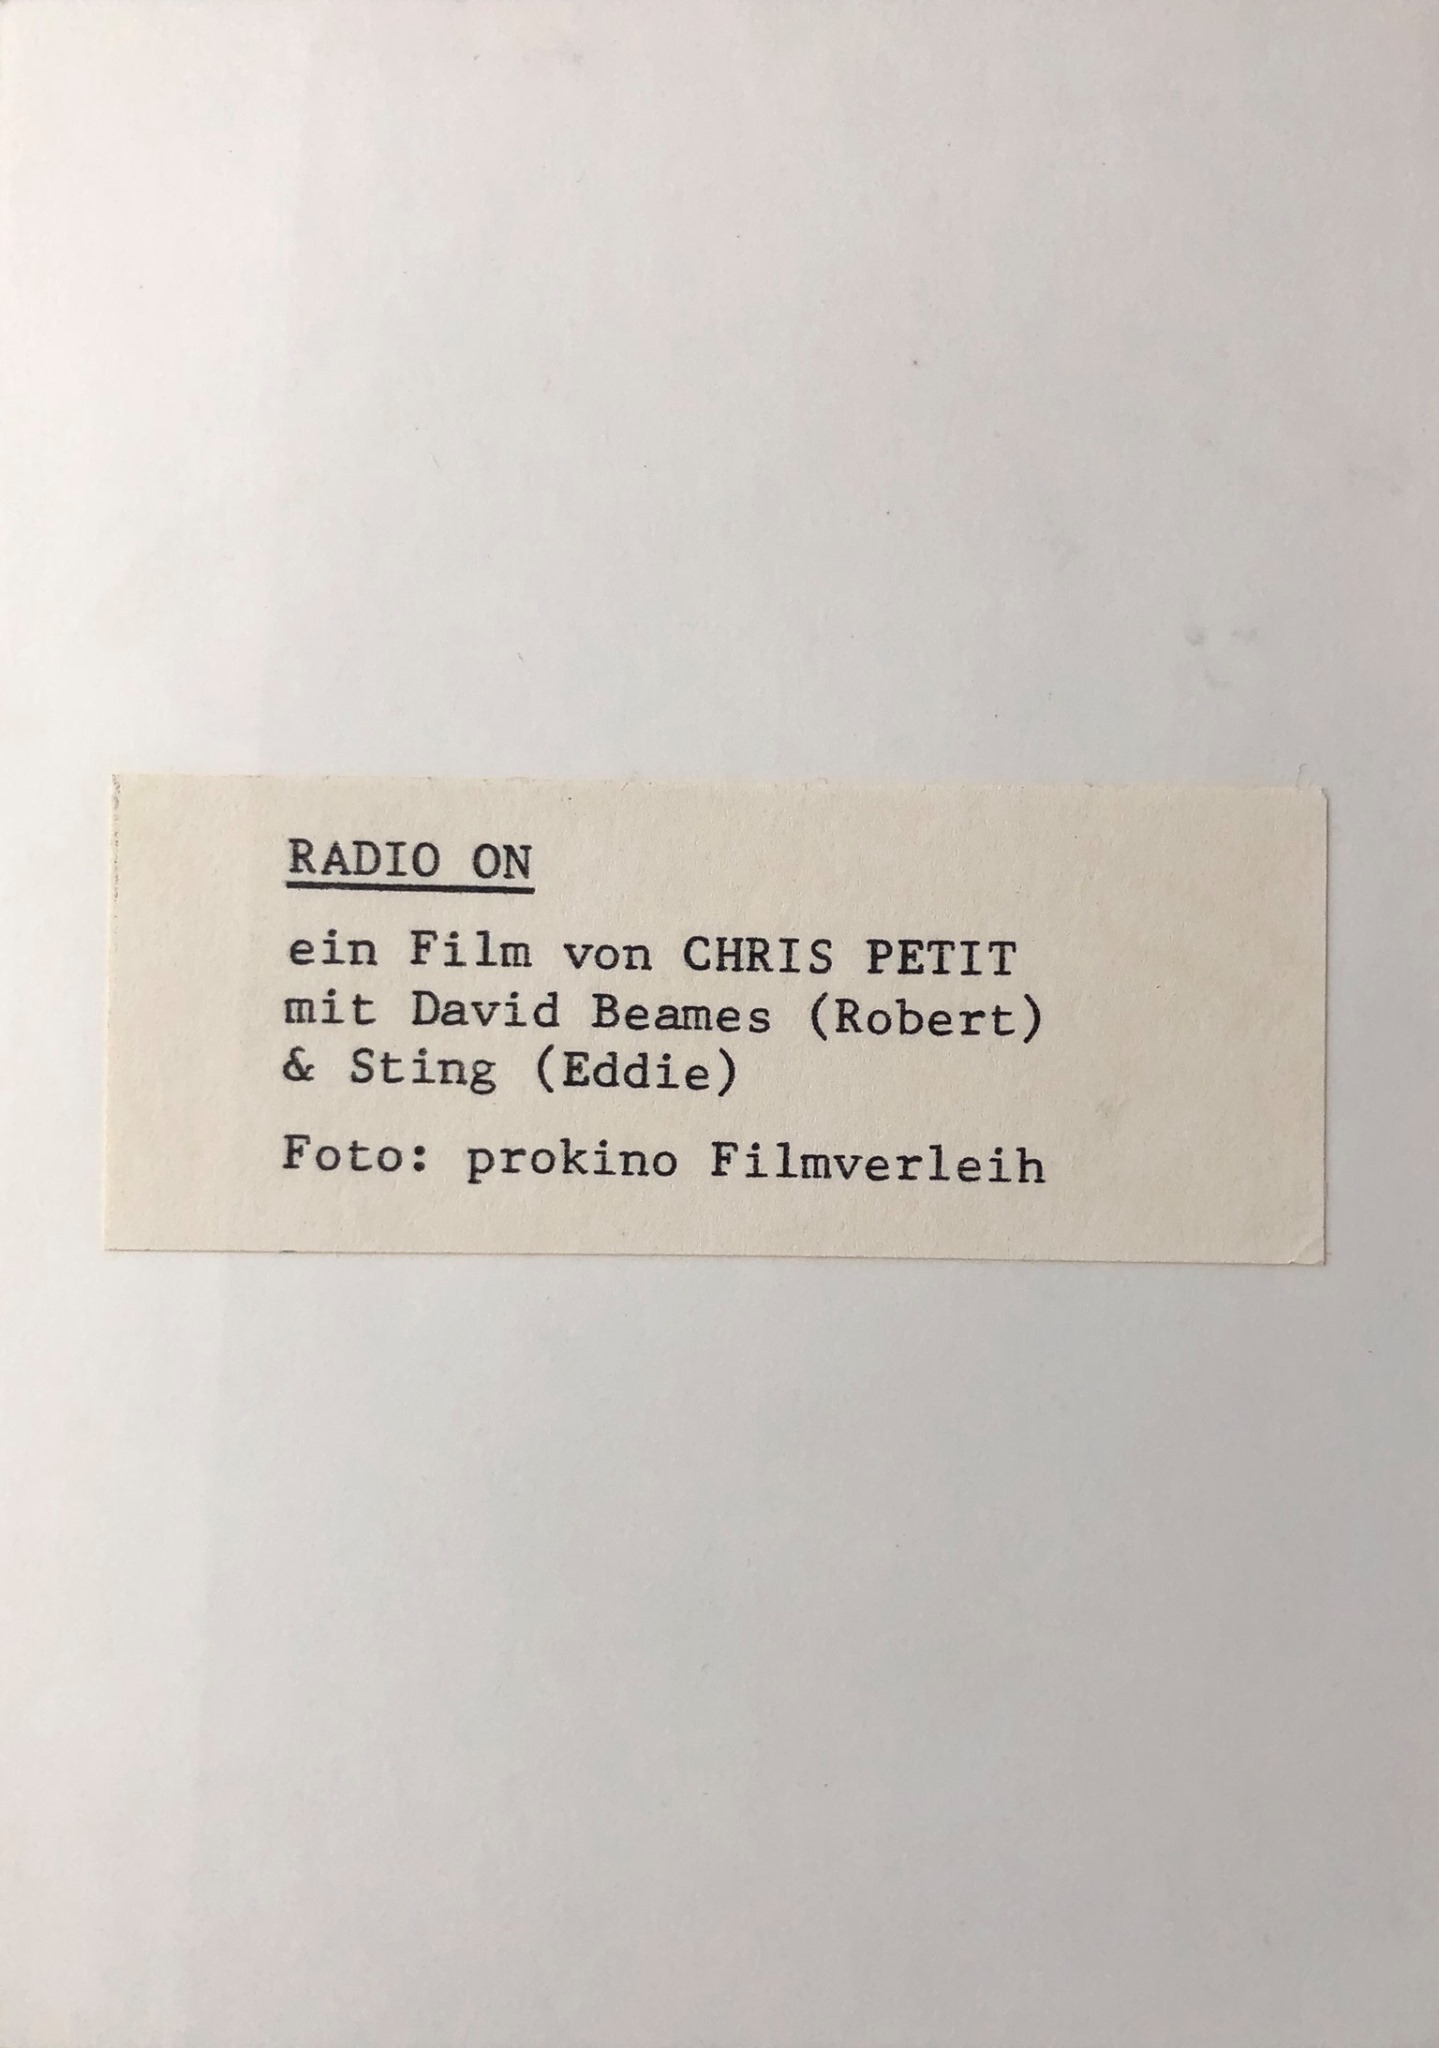 RADIO ON
ein Film von CHRIS PETIT
mit David Beames (Robert)
& Sting (Eddie)
Foto: prokino Filmverleih